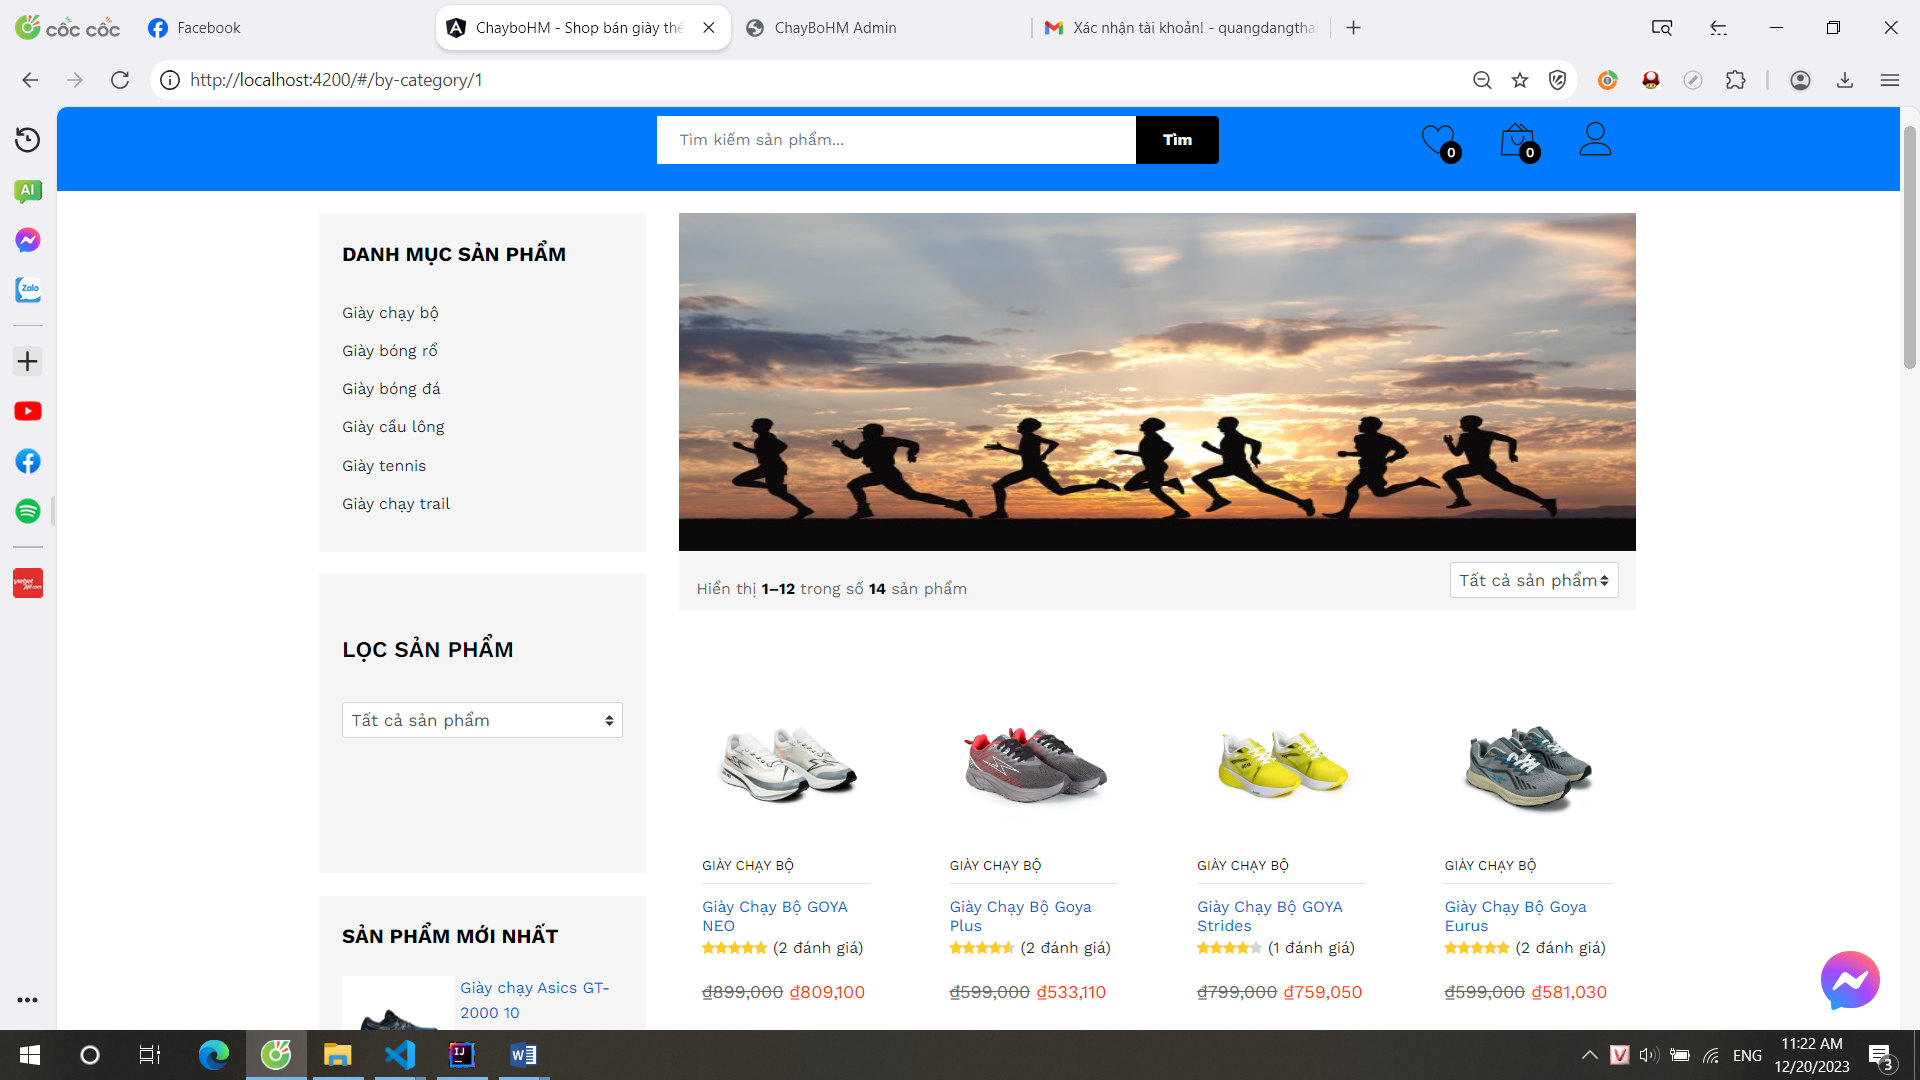 cốc cốc
Facebook
ChayboHM - Shop bán giày thể
ChayBoHM Admin
Xác nhận tài khoản! - quangdangtha
http://localhost:4200/#/by-category/1
AI
Zalo
Tìm kiếm sản phẩm...
Tìm
0
0
DANH MỤC SẢN PHẨM
Giày chạy bộ
Giày bóng rổ
Giày bóng đá
Giày cầu lông
Giày tennis
Giày chạy trail
Hiển thị 1–12 trong số 14 sản phẩm
Tất cả sản phẩm
LỌC SẢN PHẨM
Tất cả sản phẩm
GIÀY CHẠY BỘ
Giày Chạy Bộ GOYA
NEO
(2 đánh giá)
₫899,000 ₫809,100
GIÀY CHẠY BỘ
Giày Chạy Bộ Goya
Plus
(2 đánh giá)
₫599,000 ₫533,110
GIÀY CHẠY BỘ
Giày Chạy Bộ GOYA
Strides
(1 đánh giá)
₫799,000 ₫759,050
GIÀY CHẠY BỘ
Giày Chạy Bộ Goya
Eurus
(2 đánh giá)
₫599,000 ₫581,030
SẢN PHẨM MỚI NHẤT
Giày chạy Asics GT-
2000 10
ENG
11:22 AM
12/20/2023
3